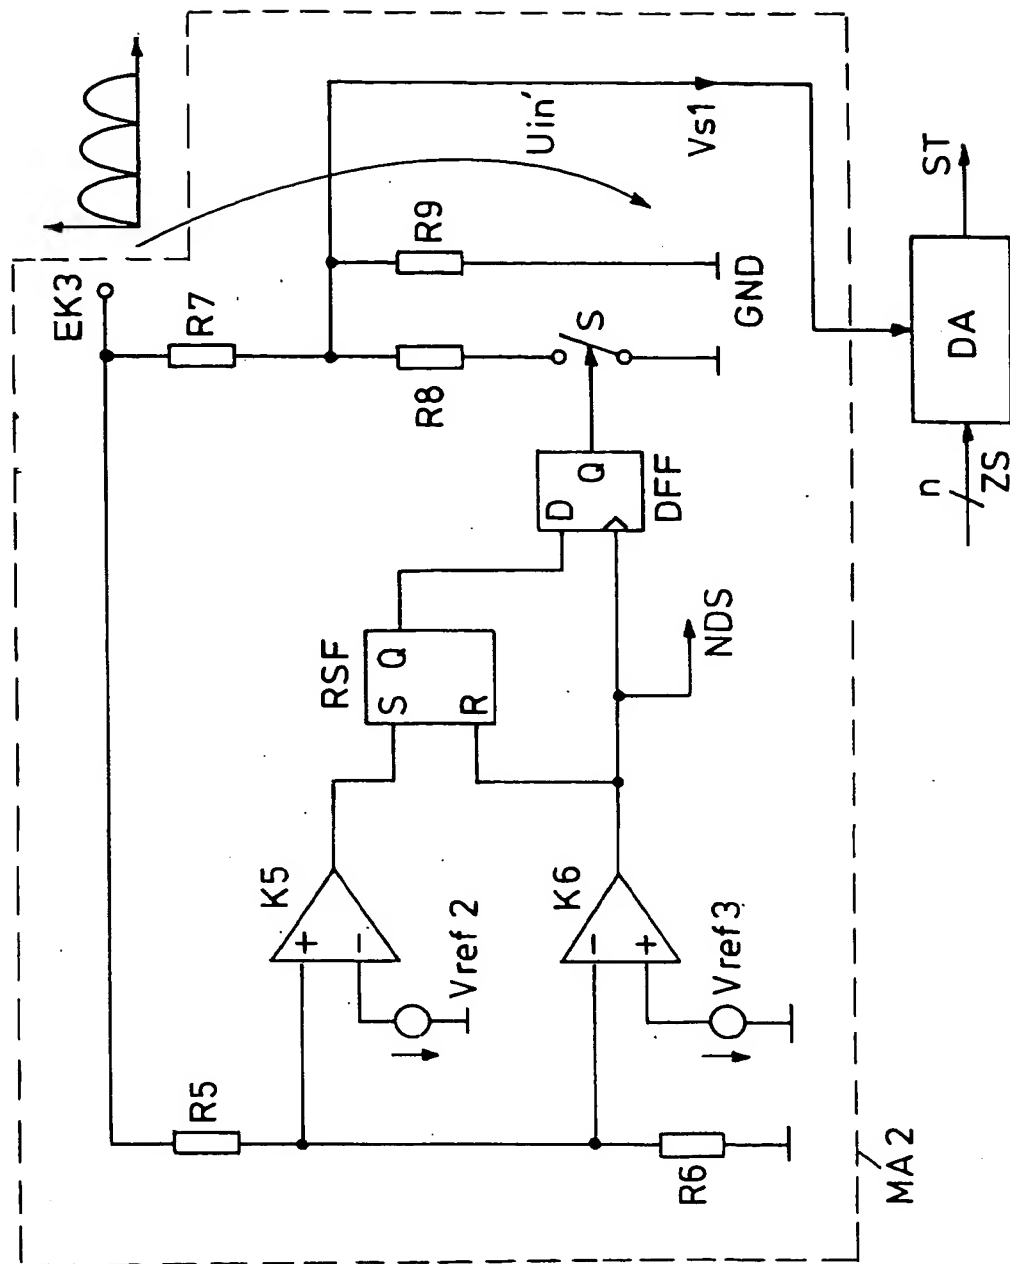 EK3
R7
R5
R8
R9
Uin'
Vs1
K5
+
−
Vref 2
RSF
S
Q
R
D
Q
DFF
S
GND
K6
−
+
Vref3
NDS
R6
MA2
n
ZS
DA
ST